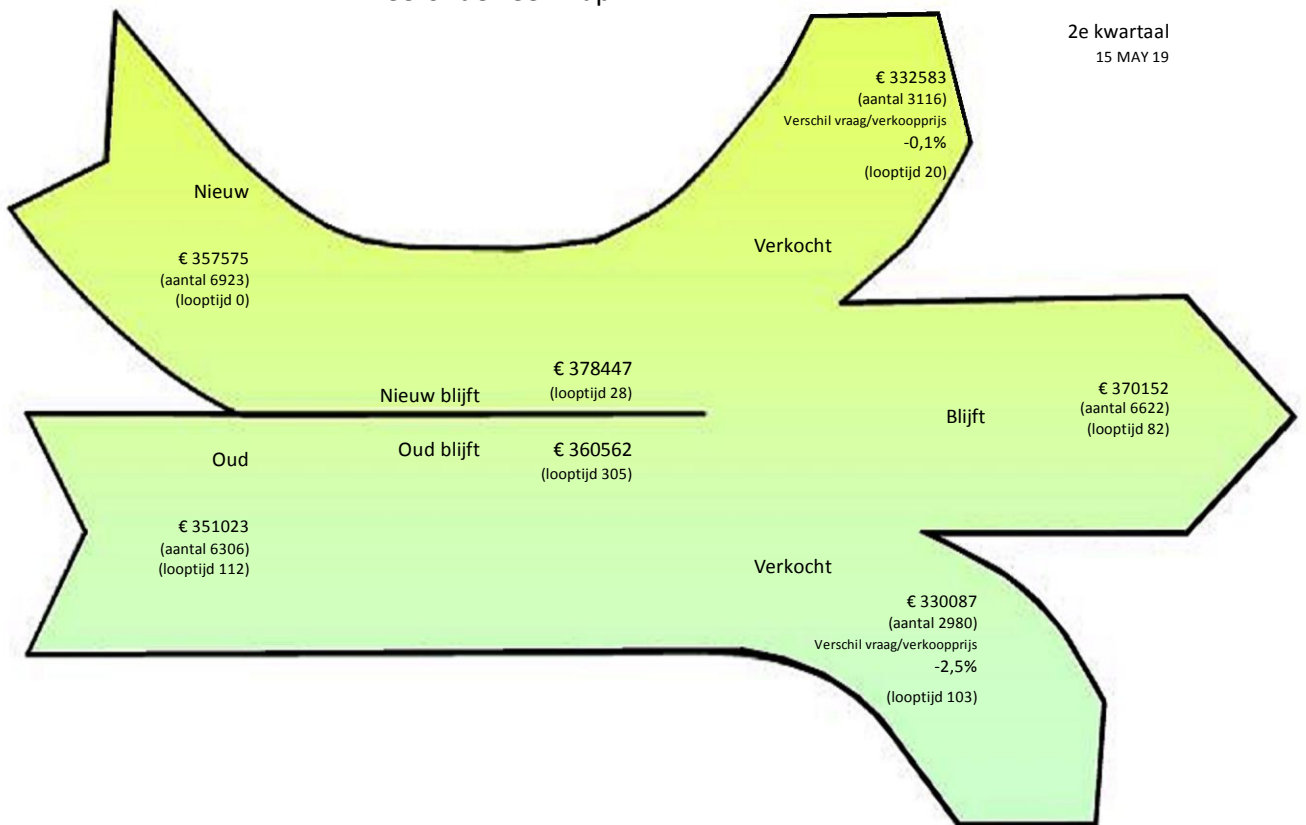 2e kwartaal
15 MAY 19
€ 332583
(aantal 3116)
Verschil vraag/verkoopprijs
-0,1%
(looptijd 20)
Verkocht
Nieuw
€ 357575
(aantal 6923)
(looptijd 0)
Nieuw blijft
€ 378447
(looptijd 28)
Oud blijft
€ 360562
(looptijd 305)
Blijft
€ 370152
(aantal 6622)
(looptijd 82)
Oud
€ 351023
(aantal 6306)
(looptijd 112)
Verkocht
€ 330087
(aantal 2980)
Verschil vraag/verkoopprijs
-2,5%
(looptijd 103)